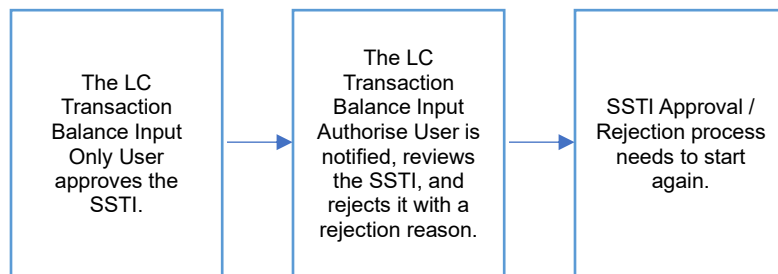 The LC
Transaction
Balance Input
Only User
approves the
SSTI.
The LC
Transaction
Balance Input
Authorise User is
notified, reviews
the SSTI, and
rejects it with a
rejection reason.
SSTI Approval /
Rejection process
needs to start
again.